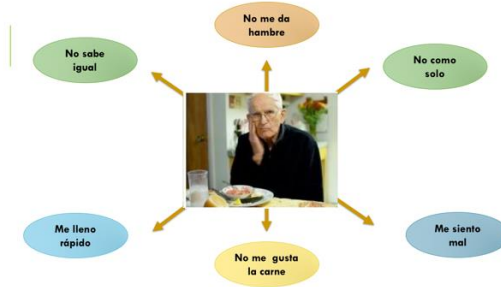 No me da
hambre
No sabe
igual
No como
solo
Me lleno
rápido
Me siento
mal
No me gusta
la carne